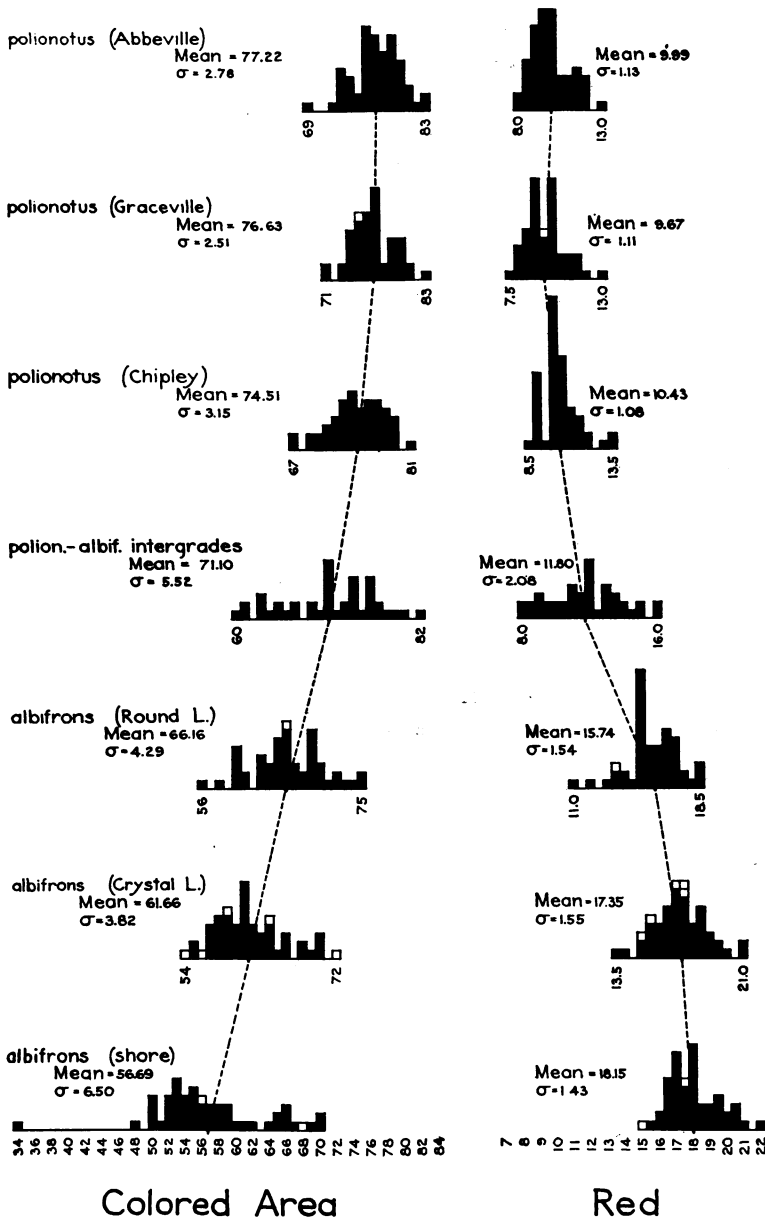 polionotus (Abbeville)
Mean = 77.22
σ = 2.78
69
83
Mean = 9.89
σ = 1.13
8.0
13.0
polionotus (Graceville)
Mean = 76.63
σ = 2.51
71
83
Mean = 9.67
σ = 1.11
7.5
13.0
polionotus (Chipley)
Mean = 74.51
σ = 3.15
67
81
Mean = 10.43
σ = 1.08
8.5
13.5
polion.-albif. intergrades
Mean = 71.10
σ = 5.52
60
82
Mean = 11.80
σ = 2.08
8.0
16.0
albifrons (Round L.)
Mean = 66.16
σ = 4.29
56
75
Mean = 15.74
σ = 1.54
11.0
18.5
albifrons (Crystal L.)
Mean = 61.66
σ = 3.82
54
72
Mean = 17.35
σ = 1.55
13.5
21.0
albifrons (shore)
Mean = 56.69
σ = 6.50
Mean = 18.15
σ = 1 43
34 36 38 40 42 44 46 48 50 52 54 56 58 60 62 64 66 68 70 72 74 76 78 80 82 84
7 8 9 10 11 12 13 14 15 16 17 18 19 20 21 22
Colored Area
Red